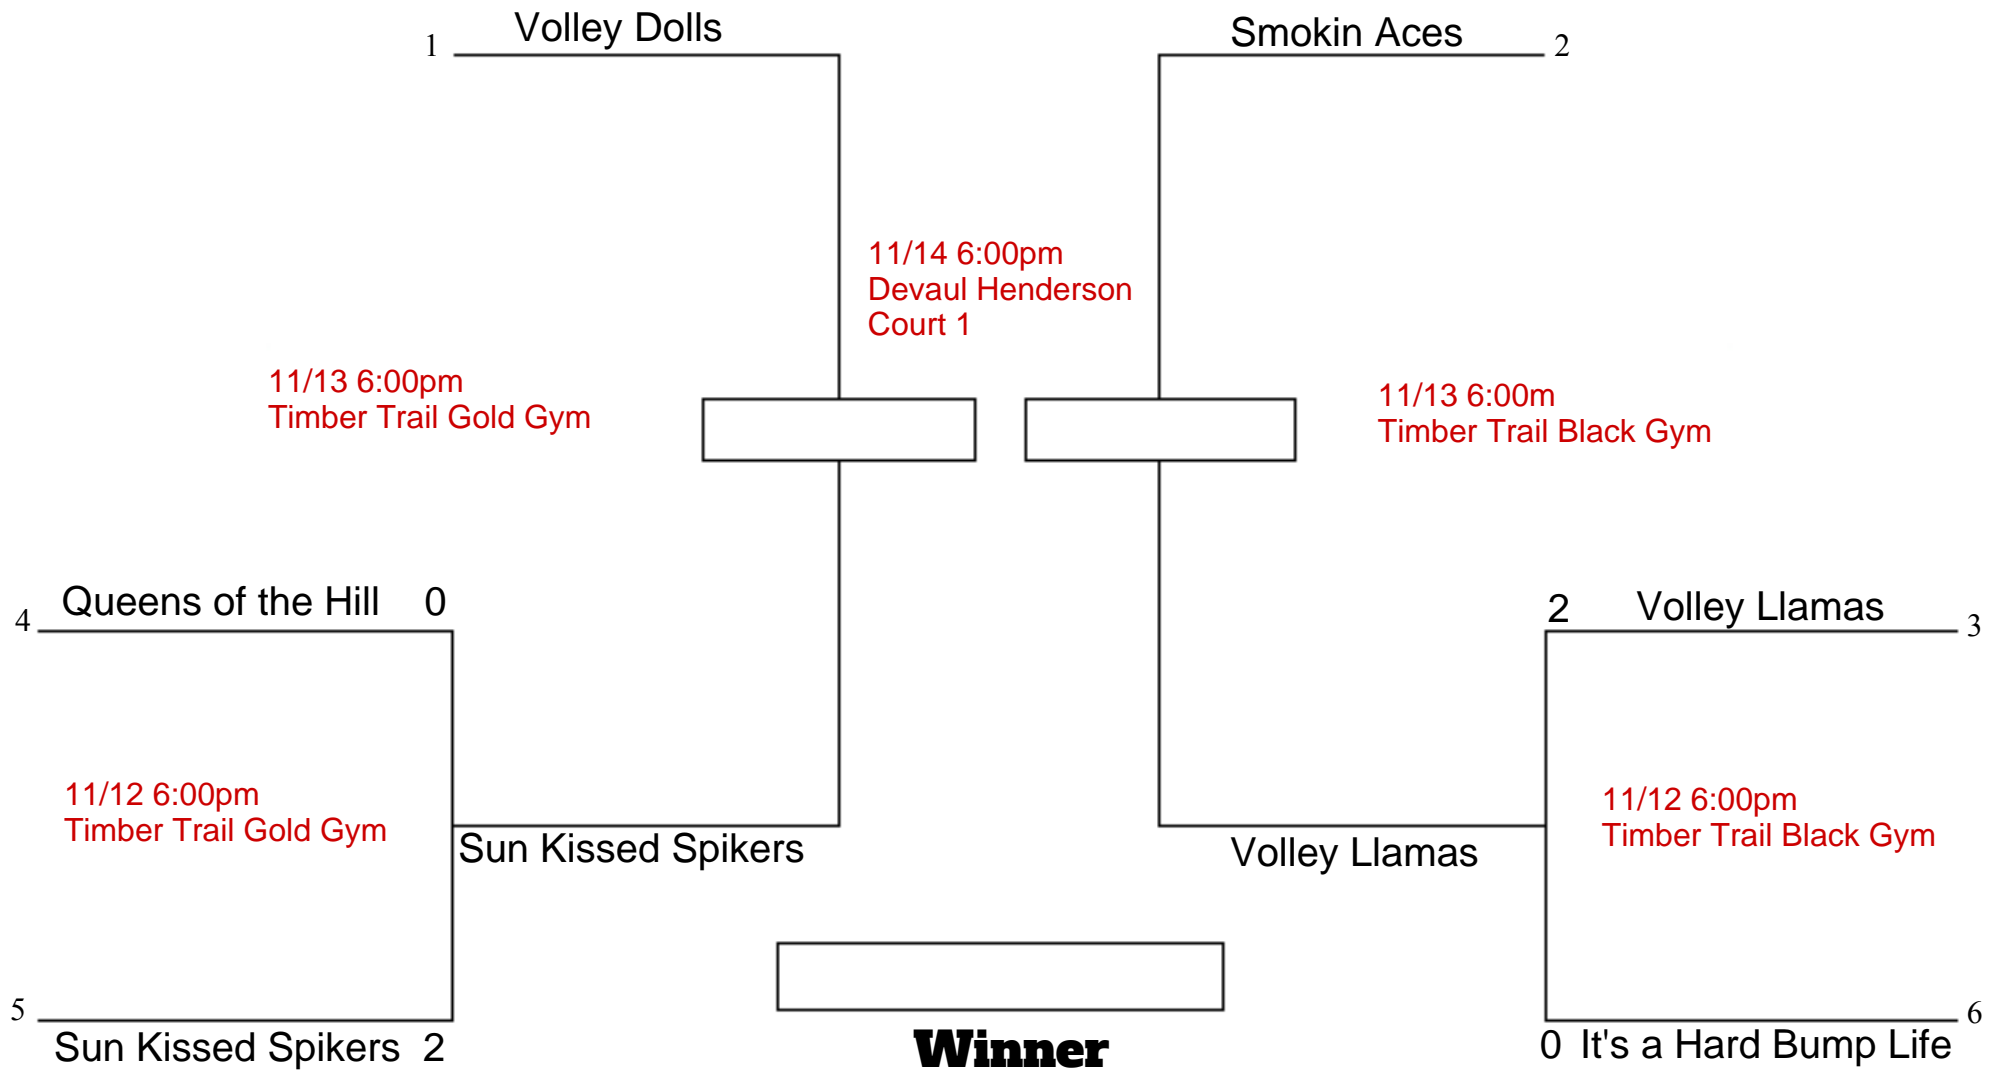 Volley Dolls
1
Smokin Aces
2
11/14 6:00pm
Devaul Henderson
Court 1
11/13 6:00pm
Timber Trail Gold Gym
11/13 6:00m
Timber Trail Black Gym
4 Queens of the Hill 0
2 Volley Llamas 3
11/12 6:00pm
Timber Trail Gold Gym
11/12 6:00pm
Timber Trail Black Gym
Sun Kissed Spikers
Volley Llamas
5
Sun Kissed Spikers 2
6
0 It's a Hard Bump Life
Winner